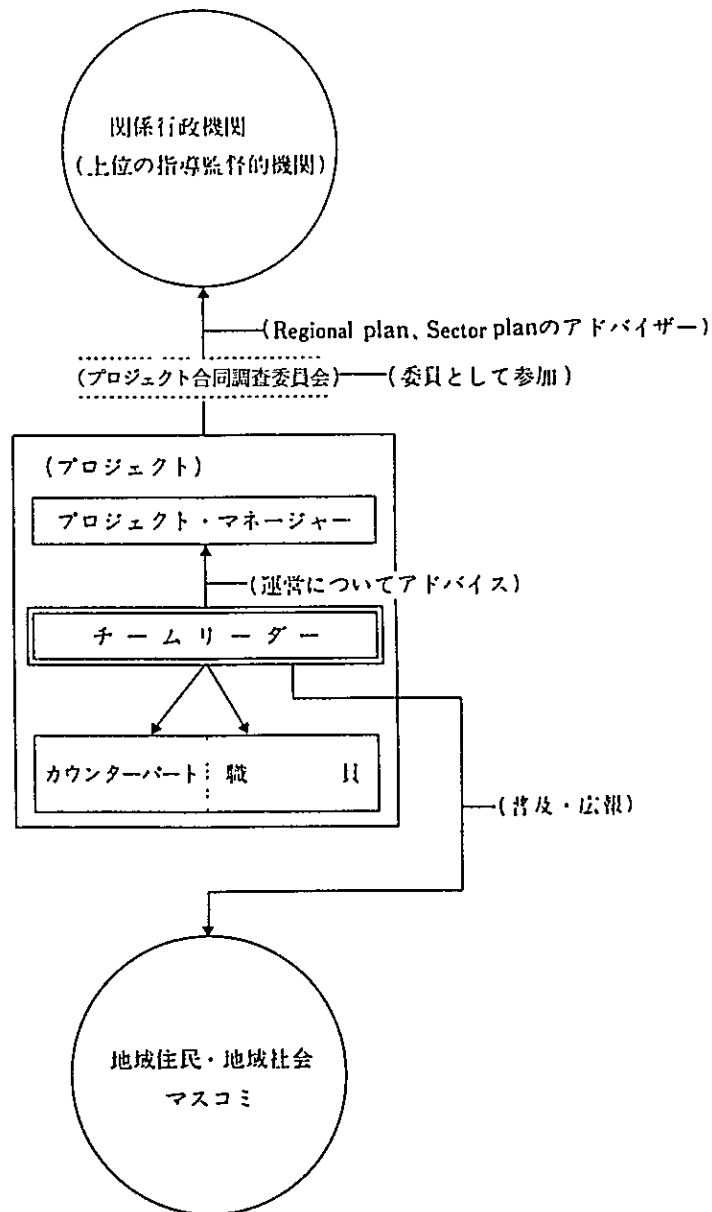 関係行政機関
(上位の指導監督的機関)
(Regional plan、Sector planのアドバイザー)
(プロジェクト合同調査委員会)
(委員として参加)
(プロジェクト)
プロジェクト・マネージャー
(運営についてアドバイス)
チームリーダー
カウンターパート 職員
(普及・広報)
地域住民・地域社会
マスコミ